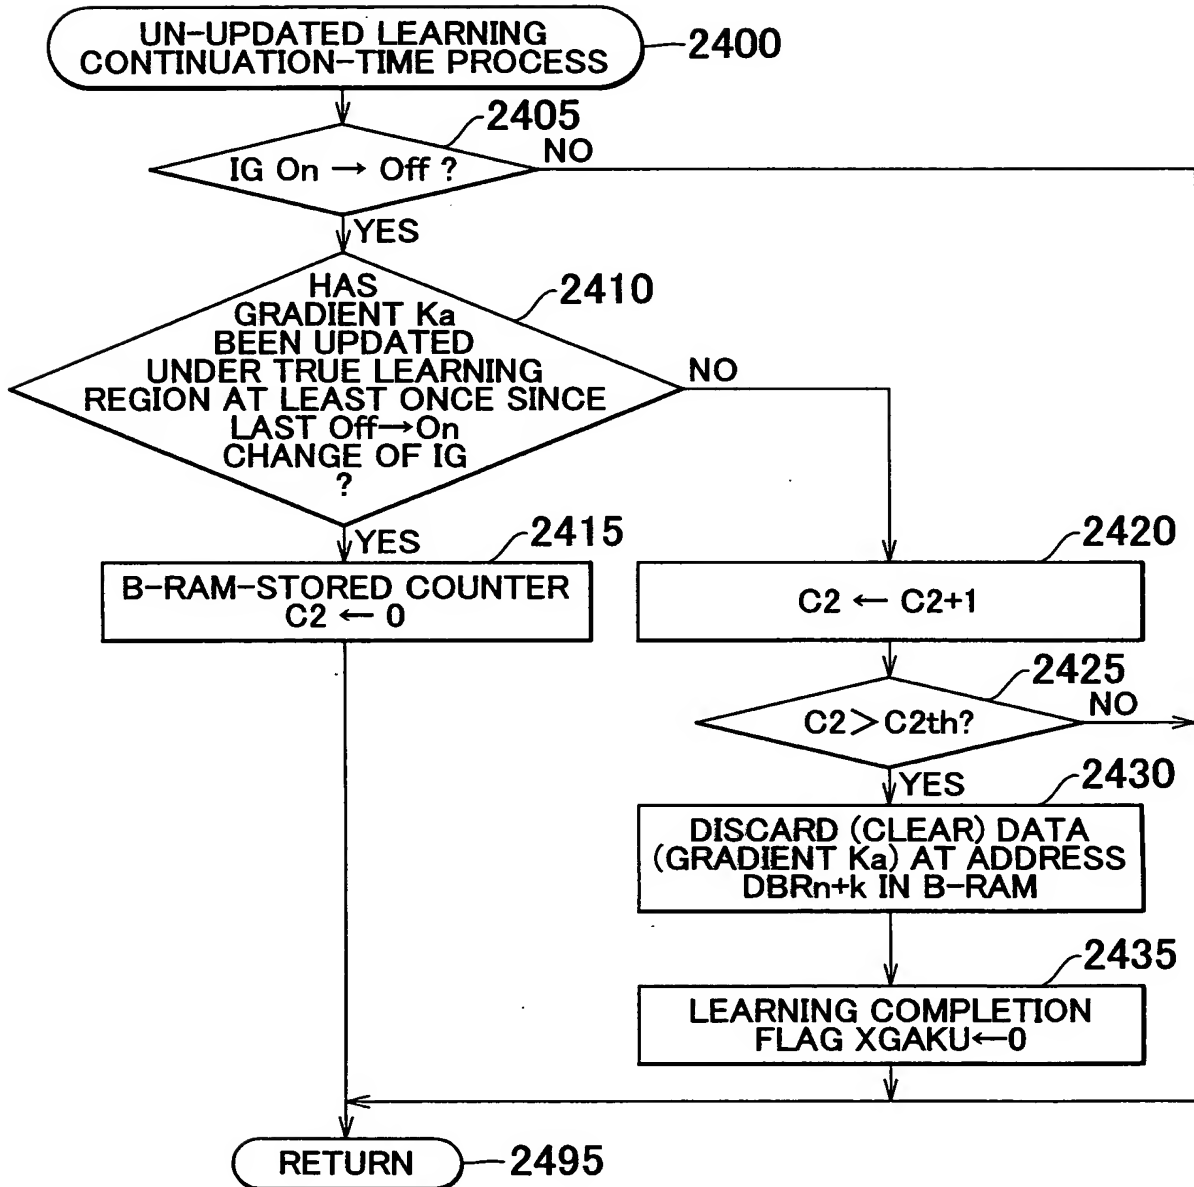 UN-UPDATED LEARNING
CONTINUATION-TIME PROCESS
2400
2405
IG On → Off ?
NO
YES
HAS
GRADIENT Ka
BEEN UPDATED
UNDER TRUE LEARNING
REGION AT LEAST ONCE SINCE
LAST Off→On
CHANGE OF IG
?
2410
NO
YES
2415
B-RAM-STORED COUNTER
C2 ← 0
2420
C2 ← C2+1
2425
C2>C2th?
NO
YES
2430
DISCARD (CLEAR) DATA
(GRADIENT Ka) AT ADDRESS
DBRn+k IN B-RAM
2435
LEARNING COMPLETION
FLAG XGAKU←0
RETURN
2495